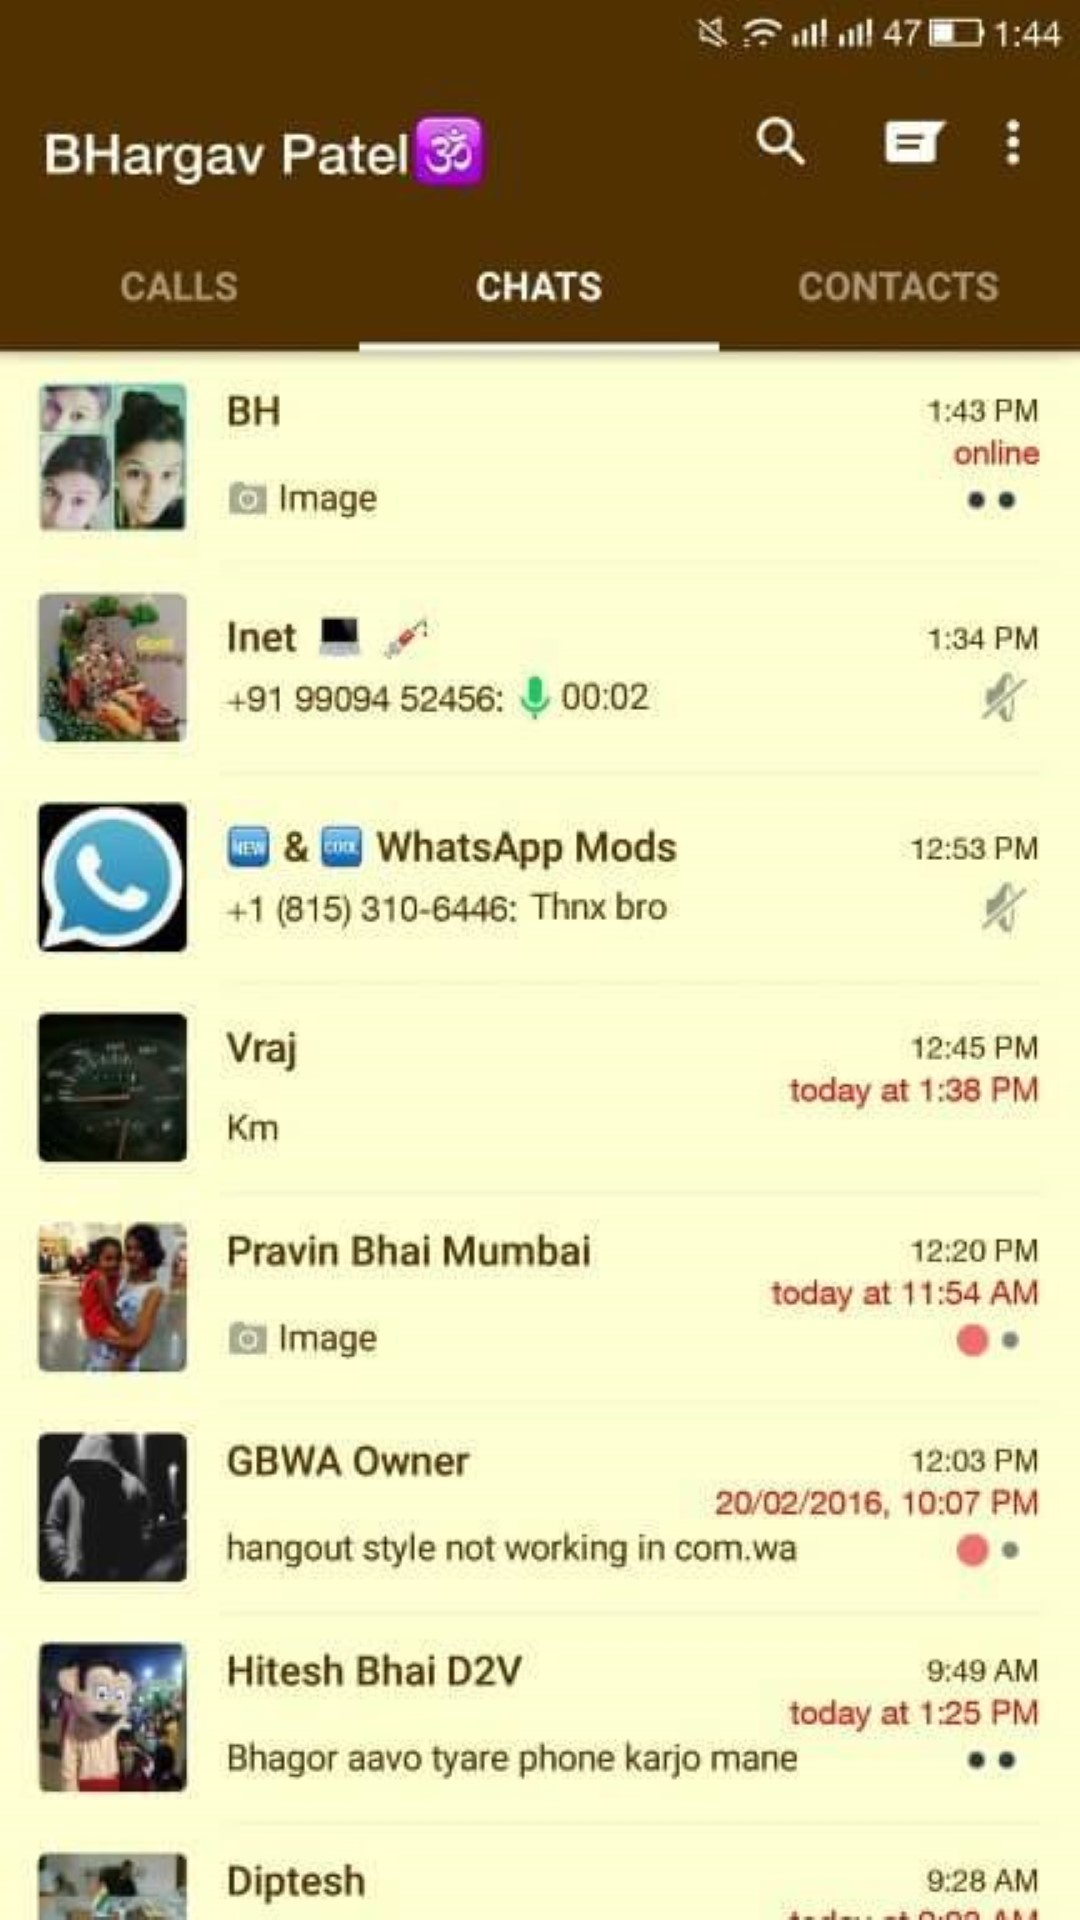 47 1:44
BHargav Patel🕉
CALLS CHATS CONTACTS
BH 1:43 PM
online
Image
Inet 1:34 PM
+91 99094 52456: 00:02
NEW & COOL WhatsApp Mods 12:53 PM
+1 (815) 310-6446: Thnx bro
Vraj 12:45 PM
today at 1:38 PM
Km
Pravin Bhai Mumbai 12:20 PM
today at 11:54 AM
Image
GBWA Owner 12:03 PM
20/02/2016, 10:07 PM
hangout style not working in com.wa
Hitesh Bhai D2V 9:49 AM
today at 1:25 PM
Bhagor aavo tyare phone karjo mane
Diptesh 9:28 AM
today at